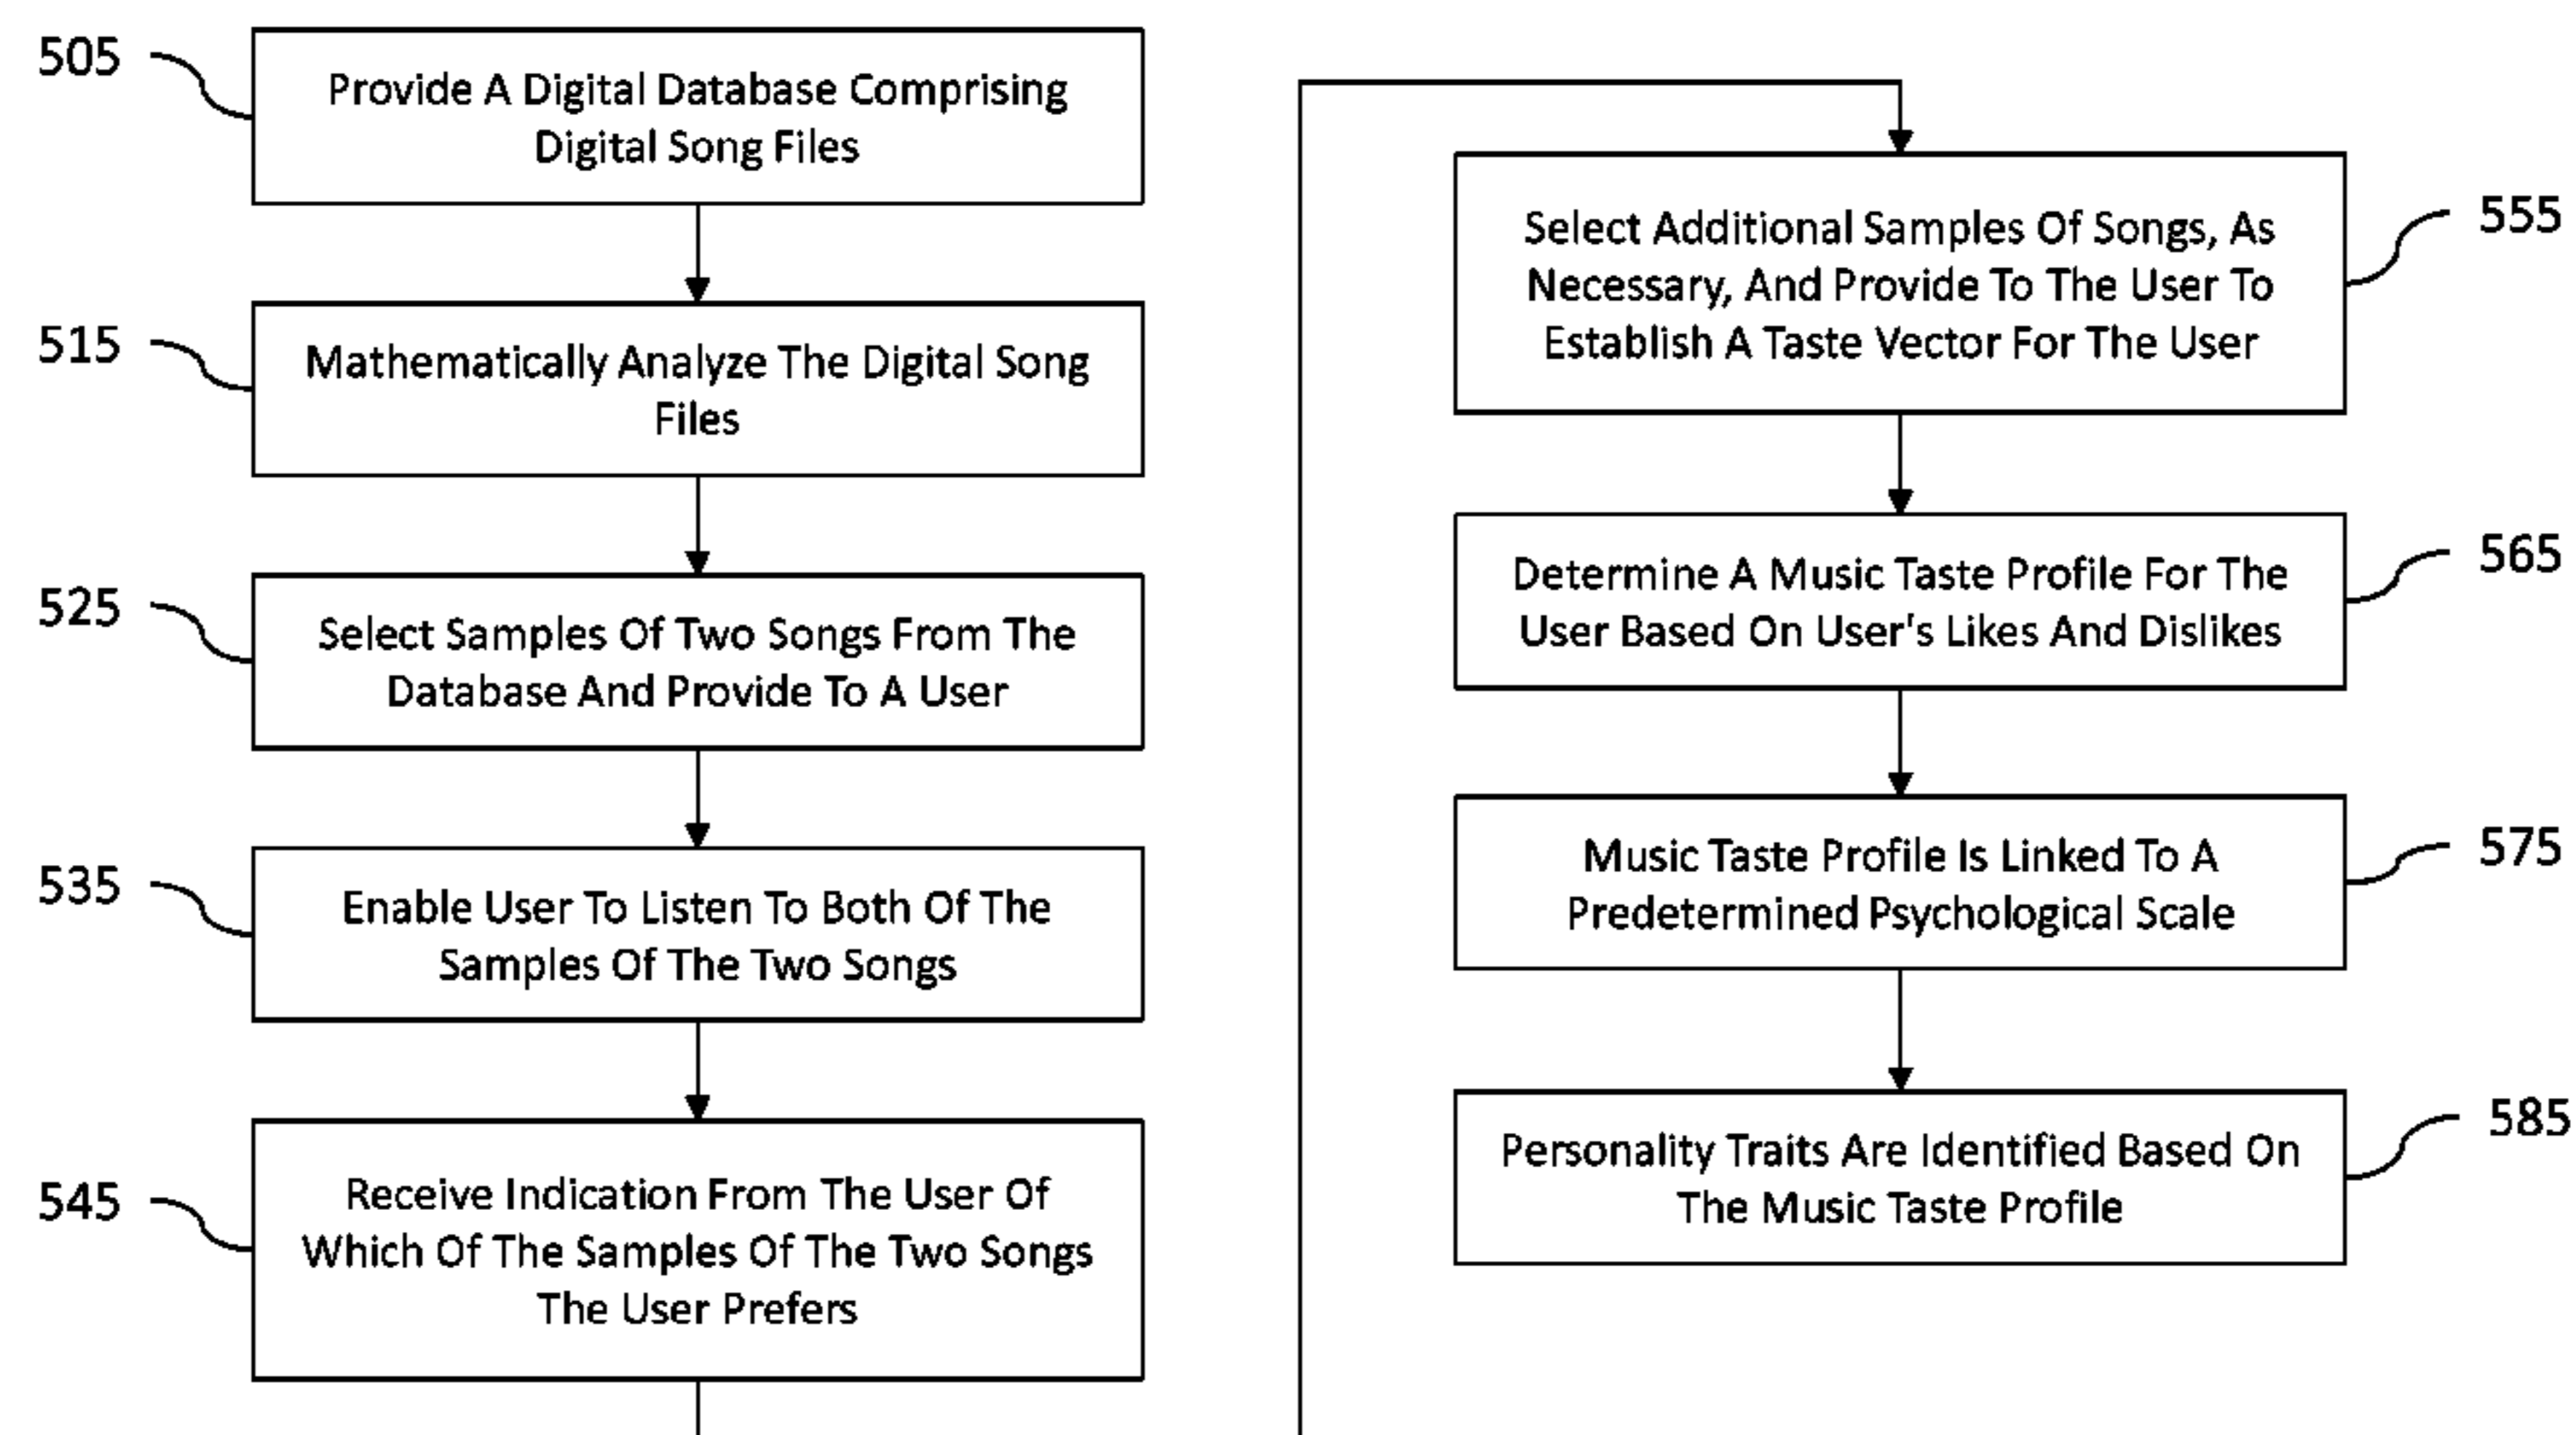 505
Provide A Digital Database Comprising
Digital Song Files
515
Mathematically Analyze The Digital Song
Files
525
Select Samples Of Two Songs From The
Database And Provide To A User
535
Enable User To Listen To Both Of The
Samples Of The Two Songs
545
Receive Indication From The User Of
Which Of The Samples Of The Two Songs
The User Prefers
555
Select Additional Samples Of Songs, As
Necessary, And Provide To The User To
Establish A Taste Vector For The User
565
Determine A Music Taste Profile For The
User Based On User's Likes And Dislikes
575
Music Taste Profile Is Linked To A
Predetermined Psychological Scale
585
Personality Traits Are Identified Based On
The Music Taste Profile